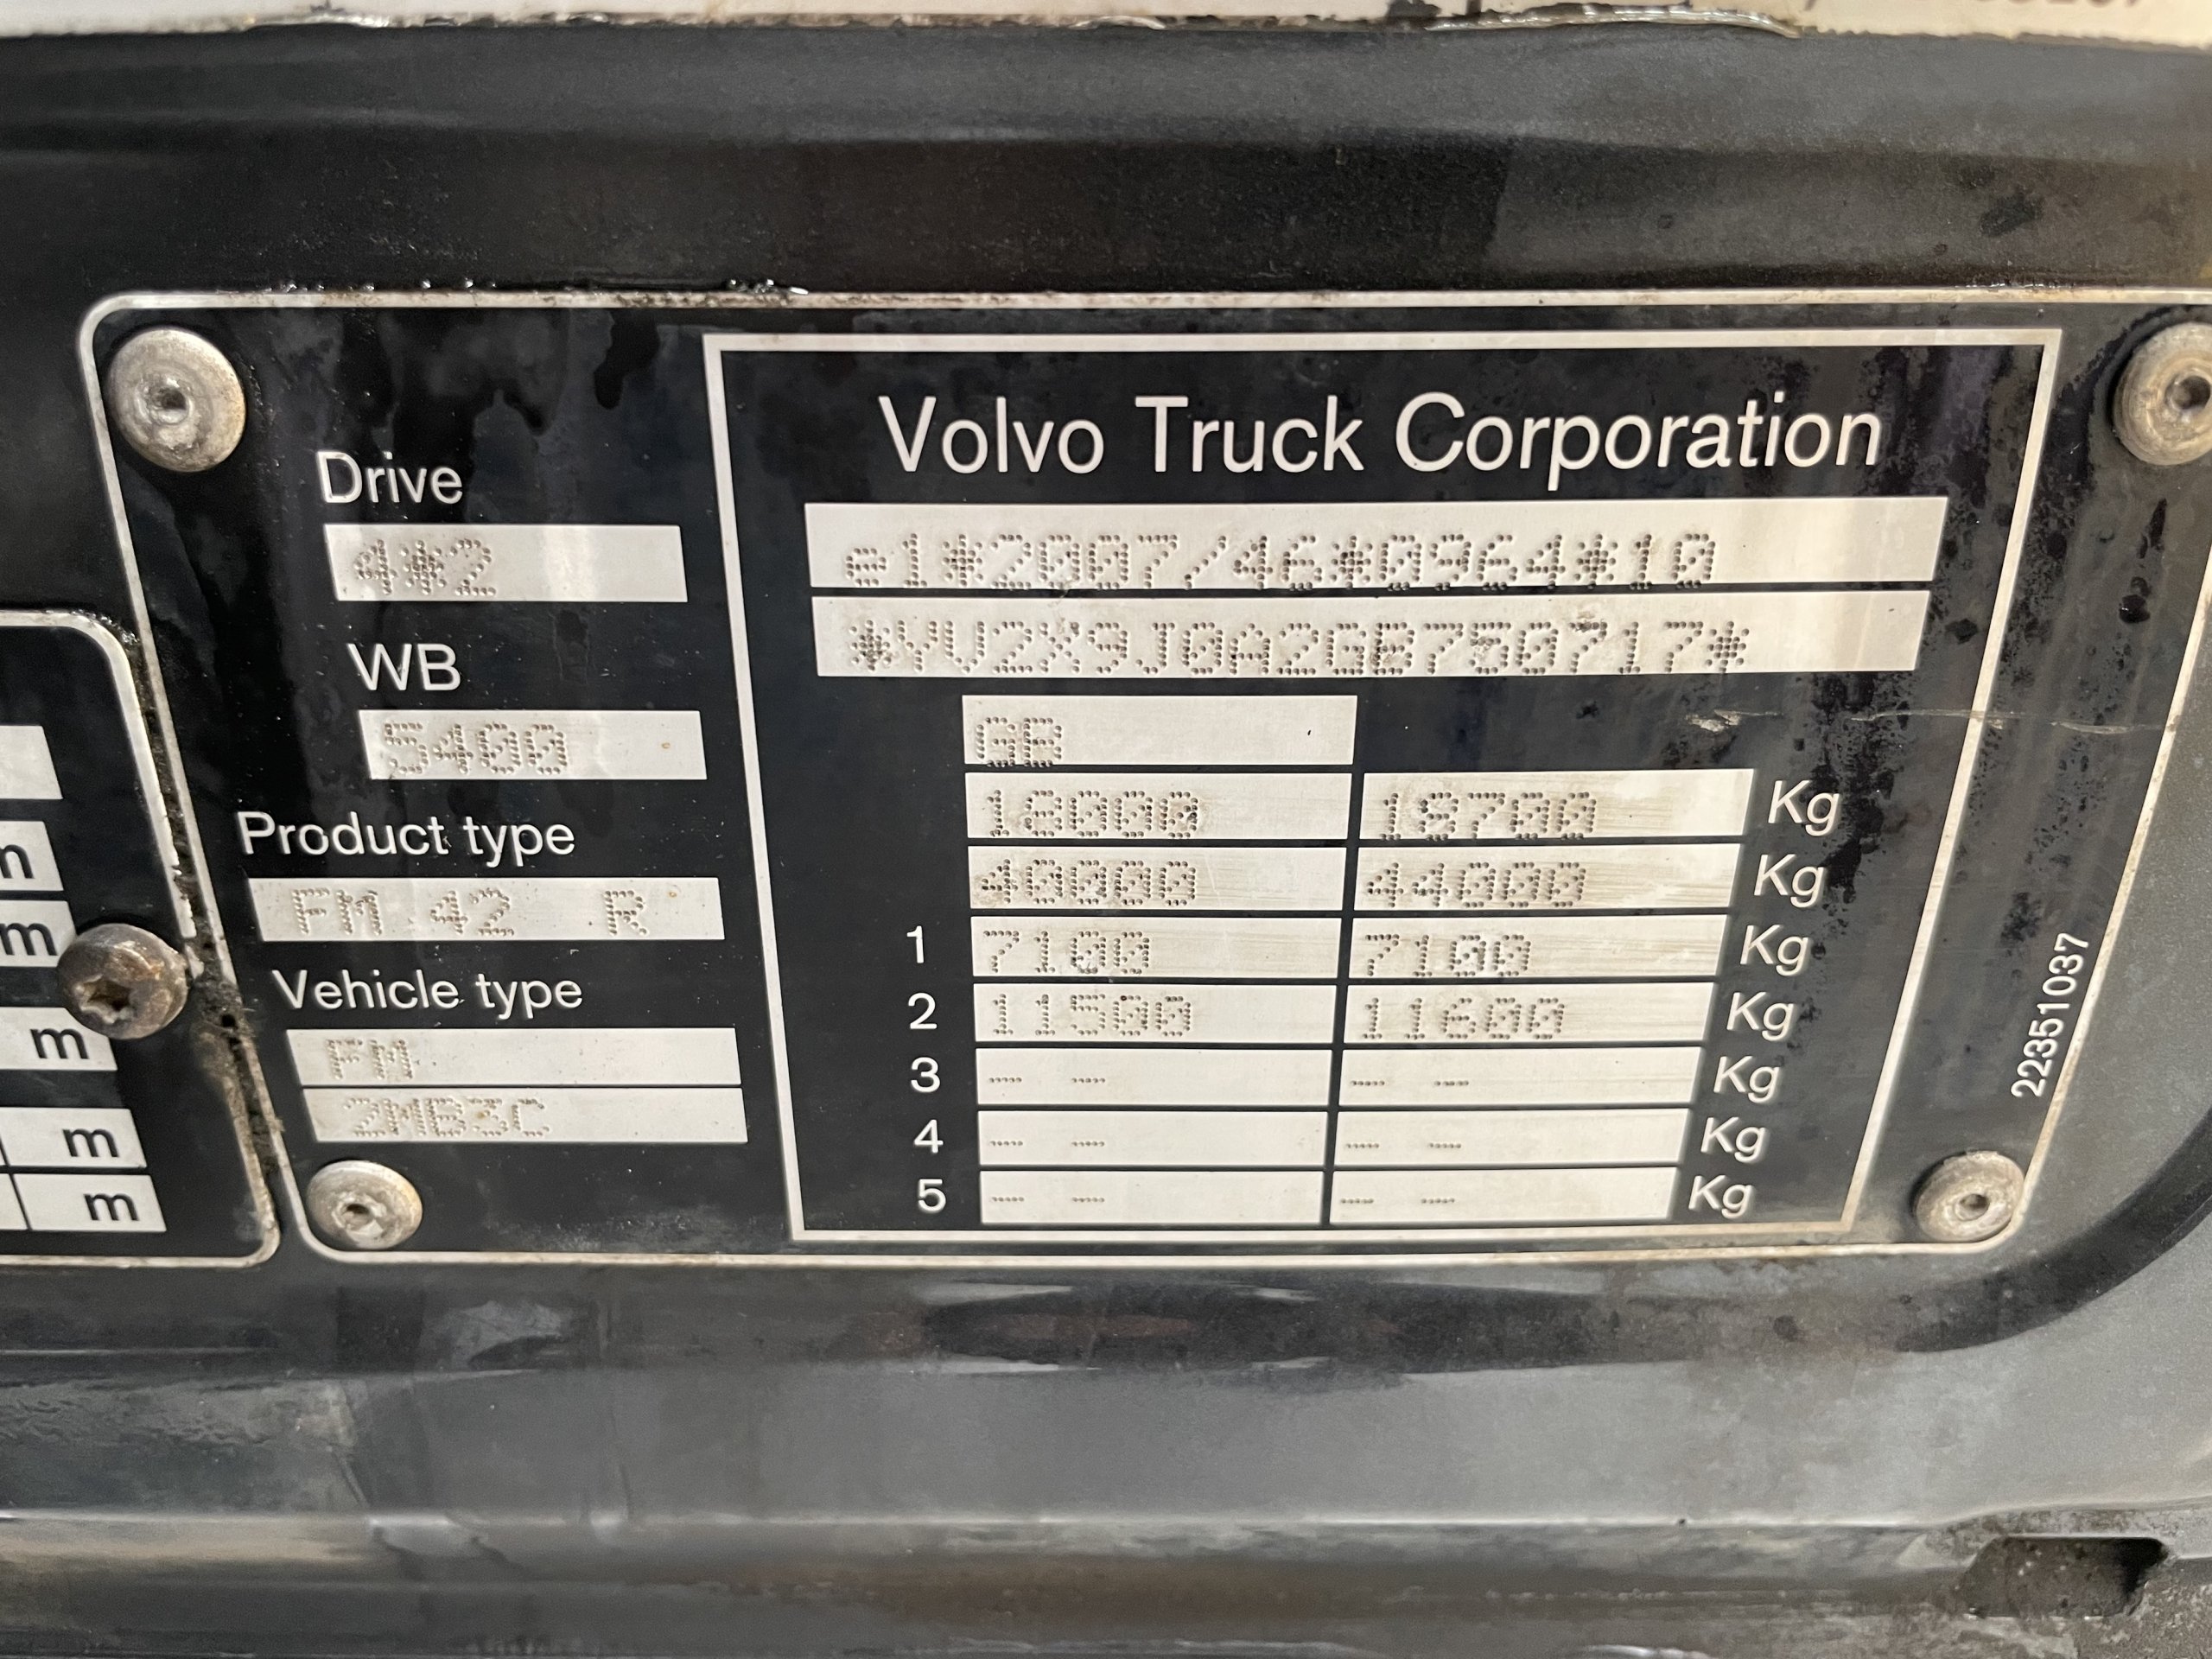 Volvo Truck Corporation
Drive
4*2
e1*2007/46*0964*10
*YV2X9J0A2GB750717*
WB
5400
GB
18000 18700 Kg
Product type
40000 44000 Kg
FM 42 R
1 7100 7100 Kg
Vehicle type
2 11500 11600 Kg
FM
3 -- -- -- -- Kg
2MB3C
4 -- -- -- -- Kg
5 -- -- -- -- Kg
22351037
m
m
m
m
m